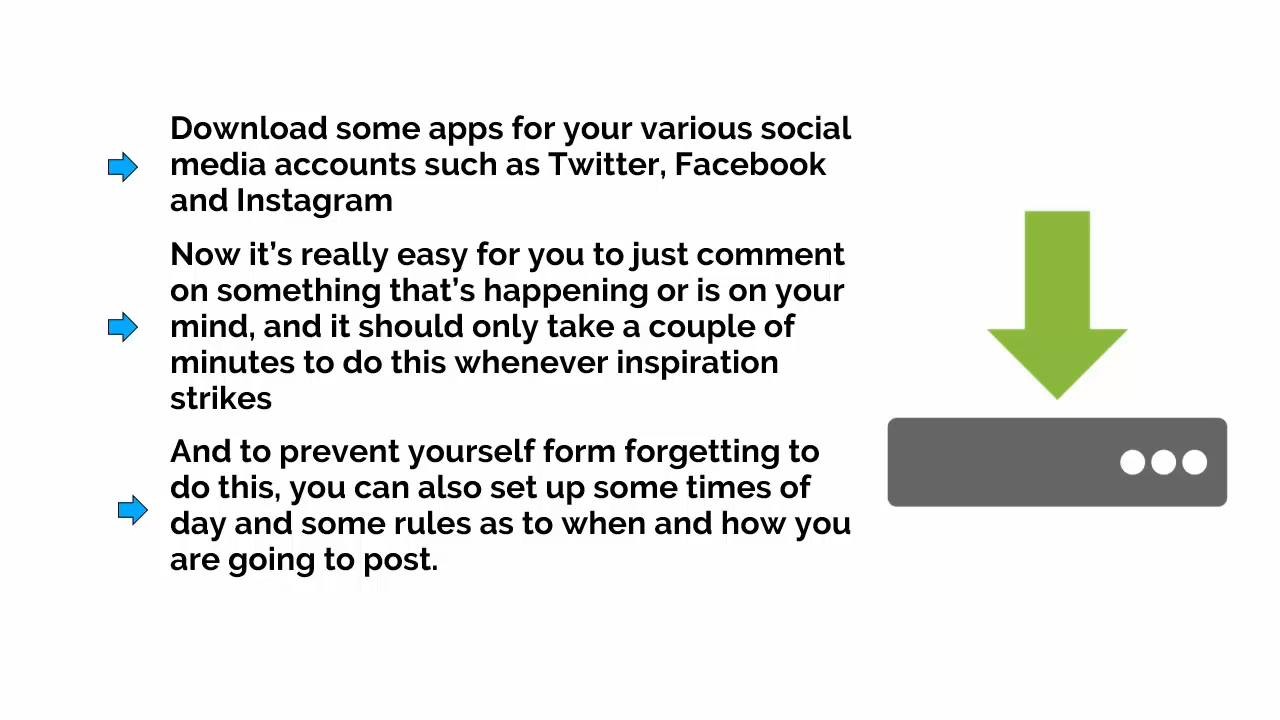 Download some apps for your various social
media accounts such as Twitter, Facebook
and Instagram
Now it’s really easy for you to just comment
on something that’s happening or is on your
mind, and it should only take a couple of
minutes to do this whenever inspiration
strikes
And to prevent yourself form forgetting to
do this, you can also set up some times of
day and some rules as to when and how you
are going to post.